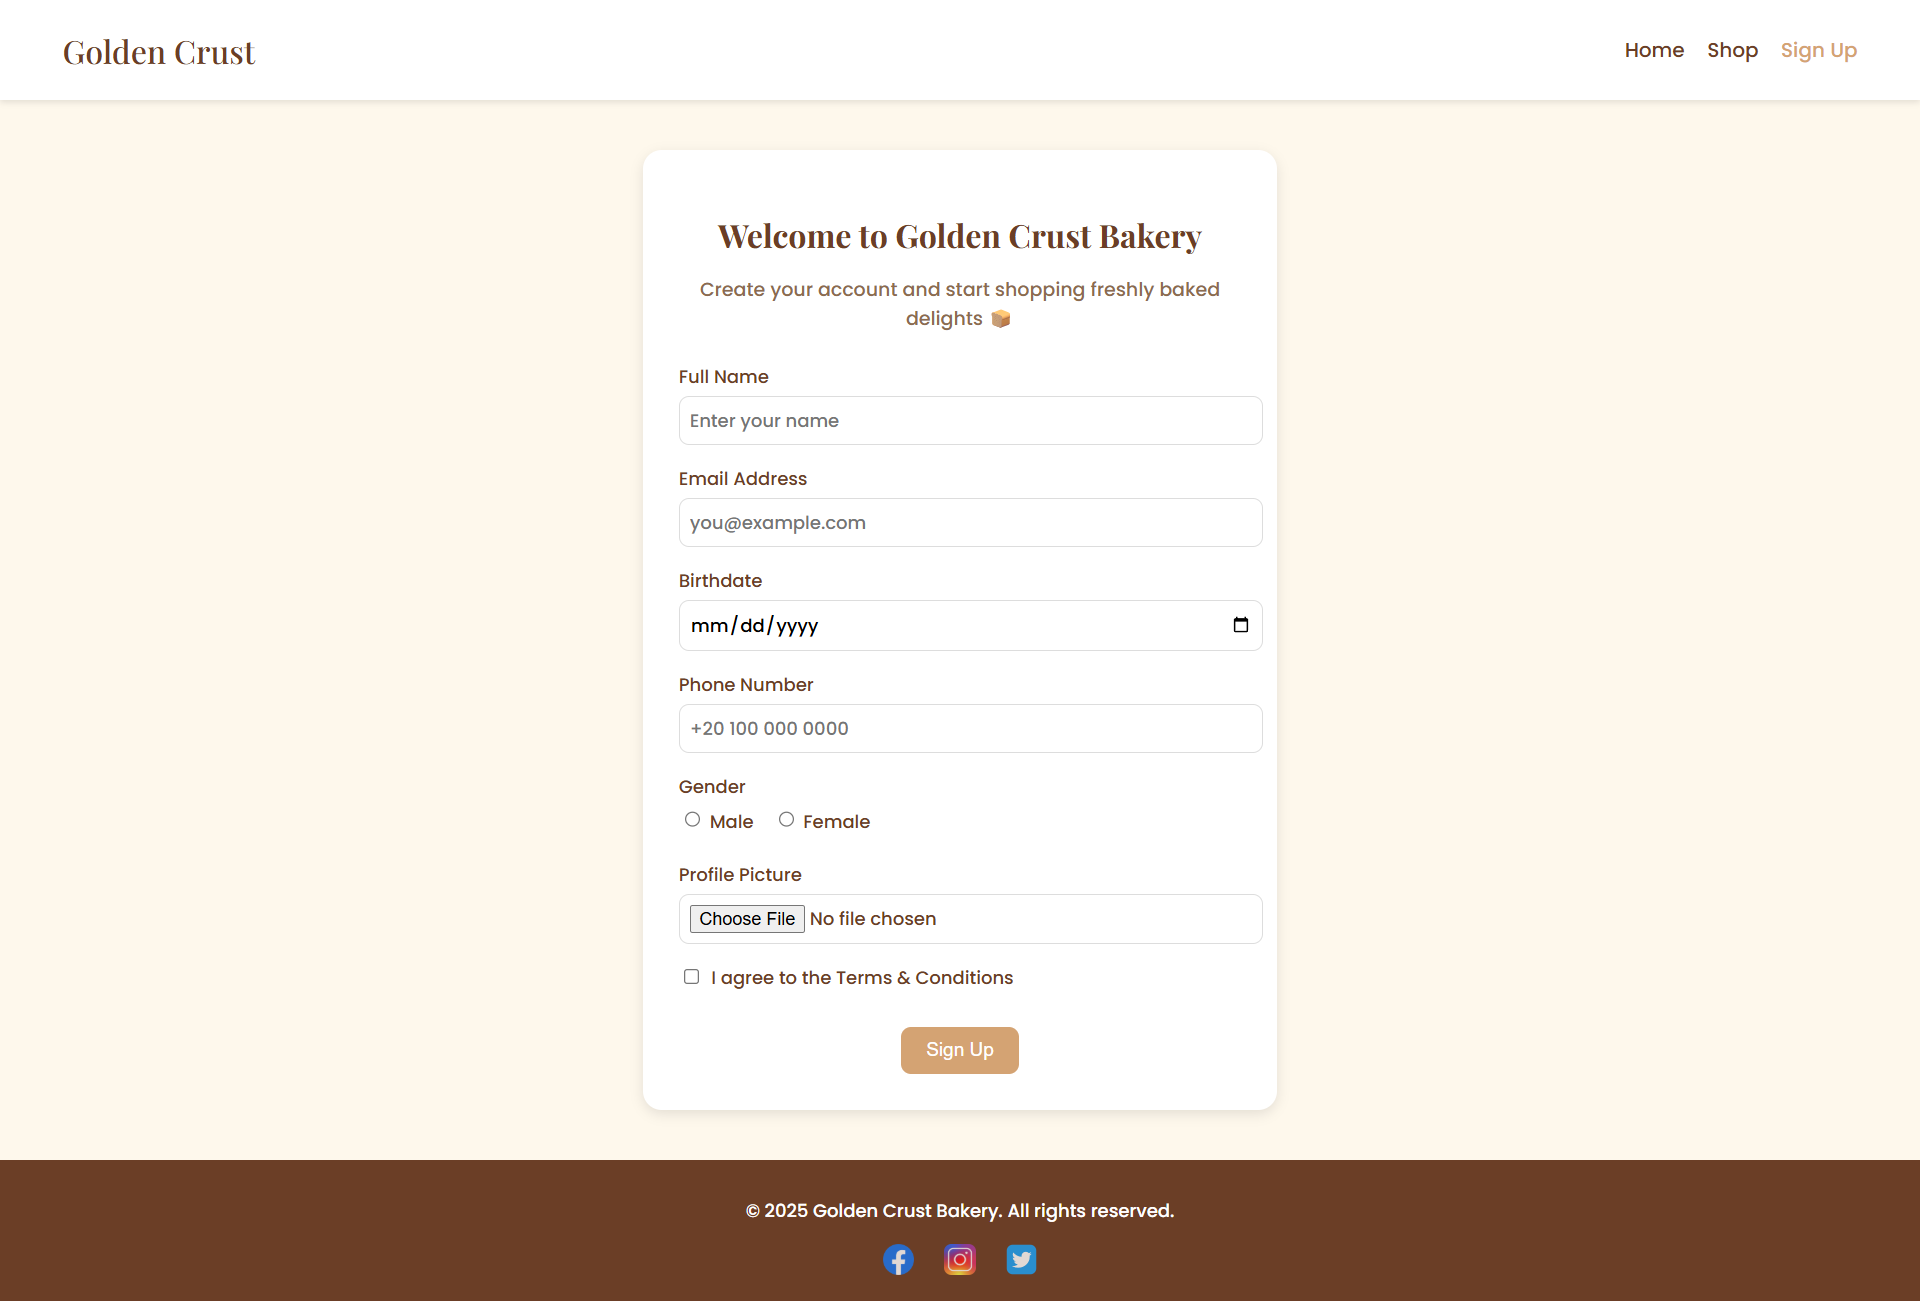 Golden Crust
Home Shop Sign Up
Welcome to Golden Crust Bakery
Create your account and start shopping freshly baked
delights 📦
Full Name
Enter your name
Email Address
you@example.com
Birthdate
mm/dd/yyyy
Phone Number
+20 100 000 0000
Gender
Male Female
Profile Picture
Choose File No file chosen
I agree to the Terms & Conditions
Sign Up
© 2025 Golden Crust Bakery. All rights reserved.